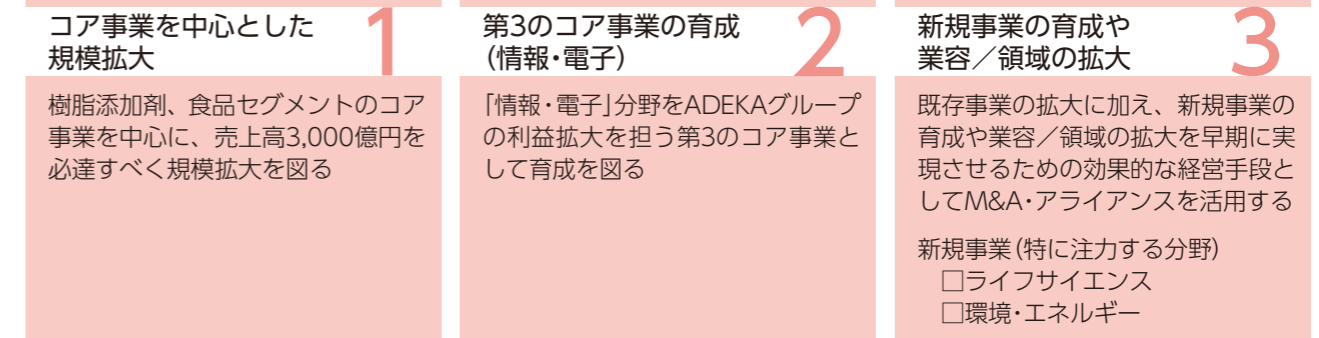 コア事業を中心とした
規模拡大
1
樹脂添加剤、食品セグメントのコア
事業を中心に、売上高3,000億円を
必達すべく規模拡大を図る
第3のコア事業の育成
(情報・電子)
2
「情報・電子」分野をADEKAグループ
の利益拡大を担う第3のコア事業と
して育成を図る
新規事業の育成や
業容／領域の拡大
3
既存事業の拡大に加え、新規事業の
育成や業容／領域の拡大を早期に実
現させるための効果的な経営手段と
してM&A・アライアンスを活用する
新規事業(特に注力する分野)
□ライフサイエンス
□環境・エネルギー